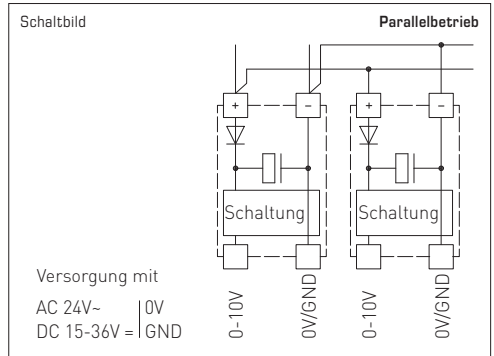 Schaltbild
Parallelbetrieb
+ − + −
Schaltung Schaltung
Versorgung mit
AC 24V~ | 0V
DC 15-36V = | GND
0-10V
0V/GND
0-10V
0V/GND